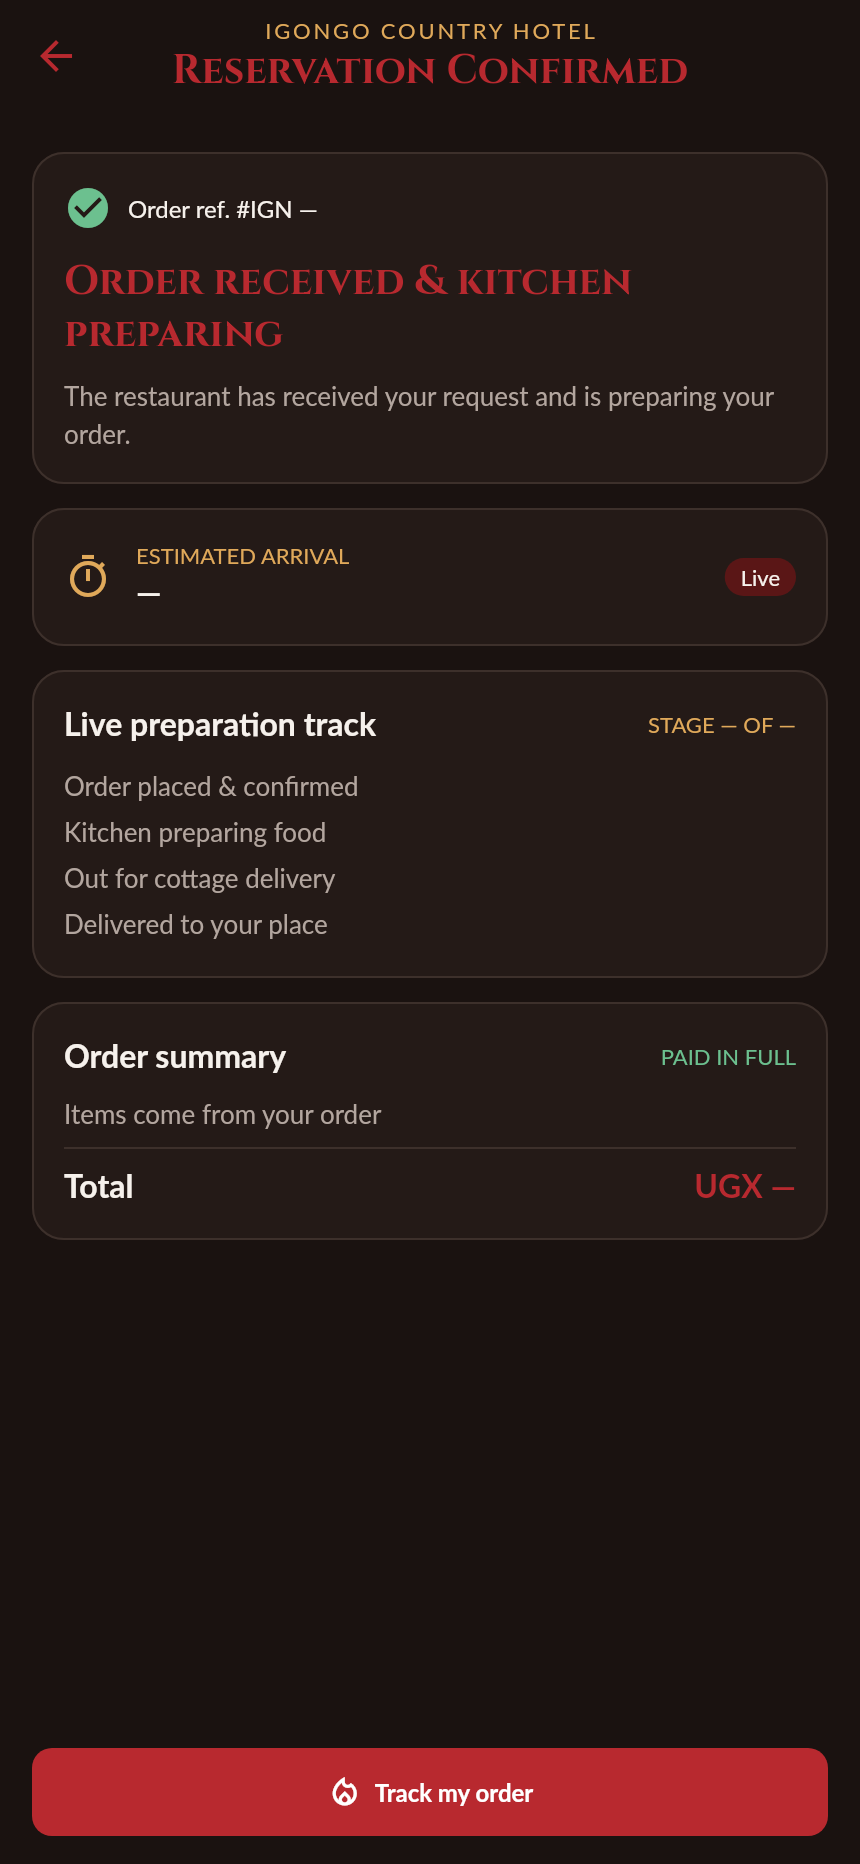 IGONGO COUNTRY HOTEL
Reservation Confirmed
Order ref. #IGN —
Order received & kitchen
preparing
The restaurant has received your request and is preparing your
order.
ESTIMATED ARRIVAL
—
Live
Live preparation track
STAGE — OF —
Order placed & confirmed
Kitchen preparing food
Out for cottage delivery
Delivered to your place
Order summary
PAID IN FULL
Items come from your order
Total
UGX —
Track my order